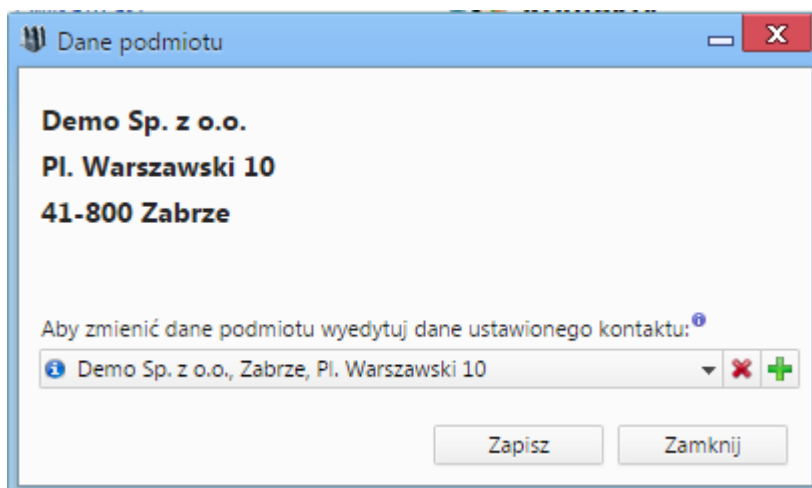 Dane podmiotu
Demo Sp. z o.o.
Pl. Warszawski 10
41-800 Zabrze
Aby zmienić dane podmiotu wyedytuj dane ustawionego kontaktu:
Demo Sp. z o.o., Zabrze, Pl. Warszawski 10
Zapisz Zamknij